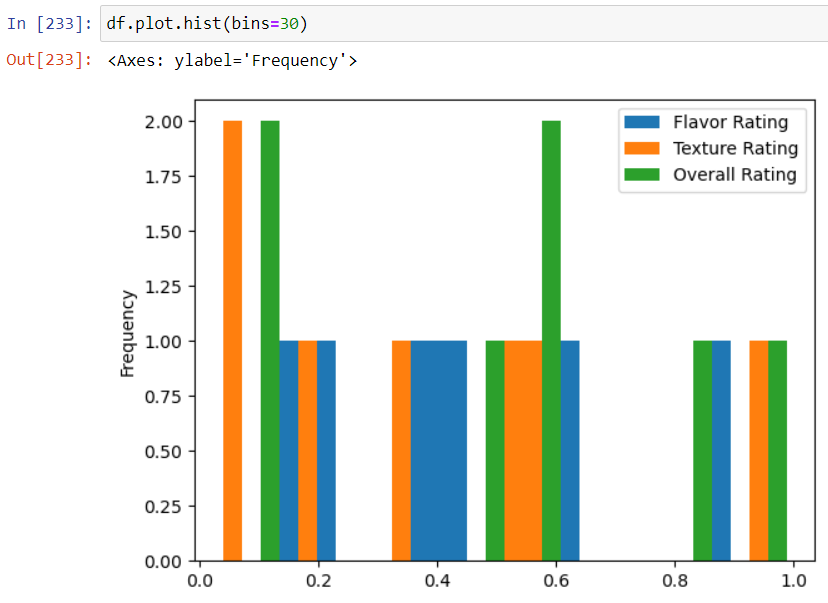 In [233]: df.plot.hist(bins=30)
Out[233]: <Axes: ylabel='Frequency'>
2.00
1.75
1.50
1.25
1.00
0.75
0.50
0.25
0.00
Frequency
Flavor Rating
Texture Rating
Overall Rating
0.0 0.2 0.4 0.6 0.8 1.0